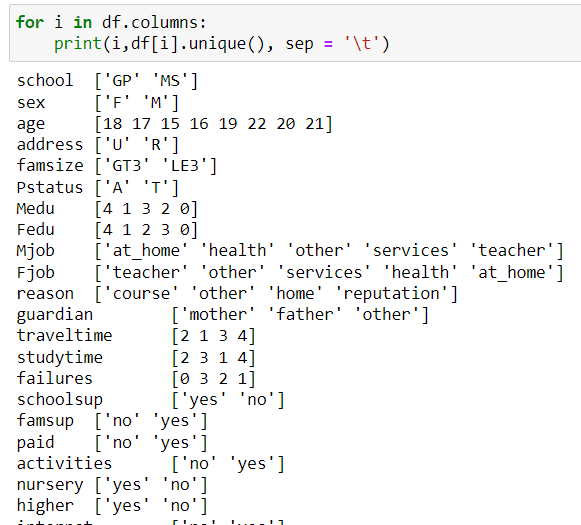 for i in df.columns:
    print(i,df[i].unique(), sep = '\t')
school	['GP' 'MS']
sex	['F' 'M']
age	[18 17 15 16 19 22 20 21]
address	['U' 'R']
famsize	['GT3' 'LE3']
Pstatus	['A' 'T']
Medu	[4 1 3 2 0]
Fedu	[4 1 2 3 0]
Mjob	['at_home' 'health' 'other' 'services' 'teacher']
Fjob	['teacher' 'other' 'services' 'health' 'at_home']
reason	['course' 'other' 'home' 'reputation']
guardian	['mother' 'father' 'other']
traveltime	[2 1 3 4]
studytime	[2 3 1 4]
failures	[0 3 2 1]
schoolsup	['yes' 'no']
famsup	['no' 'yes']
paid	['no' 'yes']
activities	['no' 'yes']
nursery	['yes' 'no']
higher	['yes' 'no']